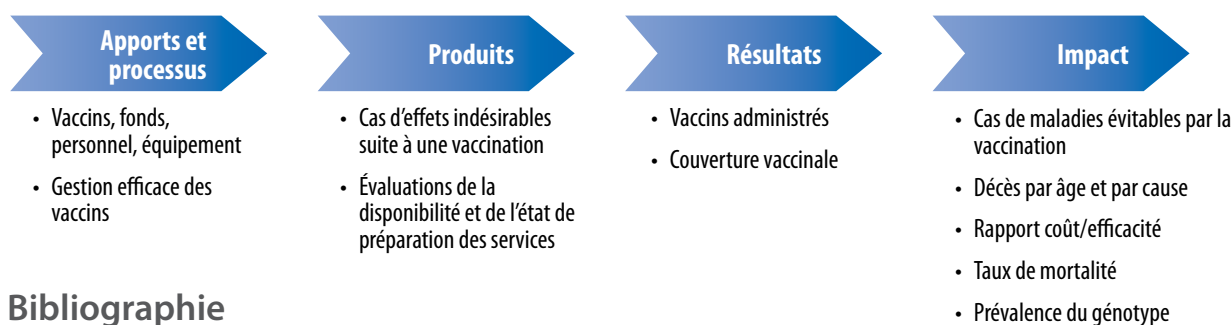 Apports et
processus
• Vaccins, fonds,
personnel, équipement
• Gestion efficace des
vaccins
Produits
• Cas d'effets indésirables
suite à une vaccination
• Évaluations de la
disponibilité et de l'état de
préparation des services
Résultats
• Vaccins administrés
• Couverture vaccinale
Impact
• Cas de maladies évitables par la
vaccination
• Décès par âge et par cause
• Rapport coût/efficacité
• Taux de mortalité
• Prévalence du génotype
Bibliographie